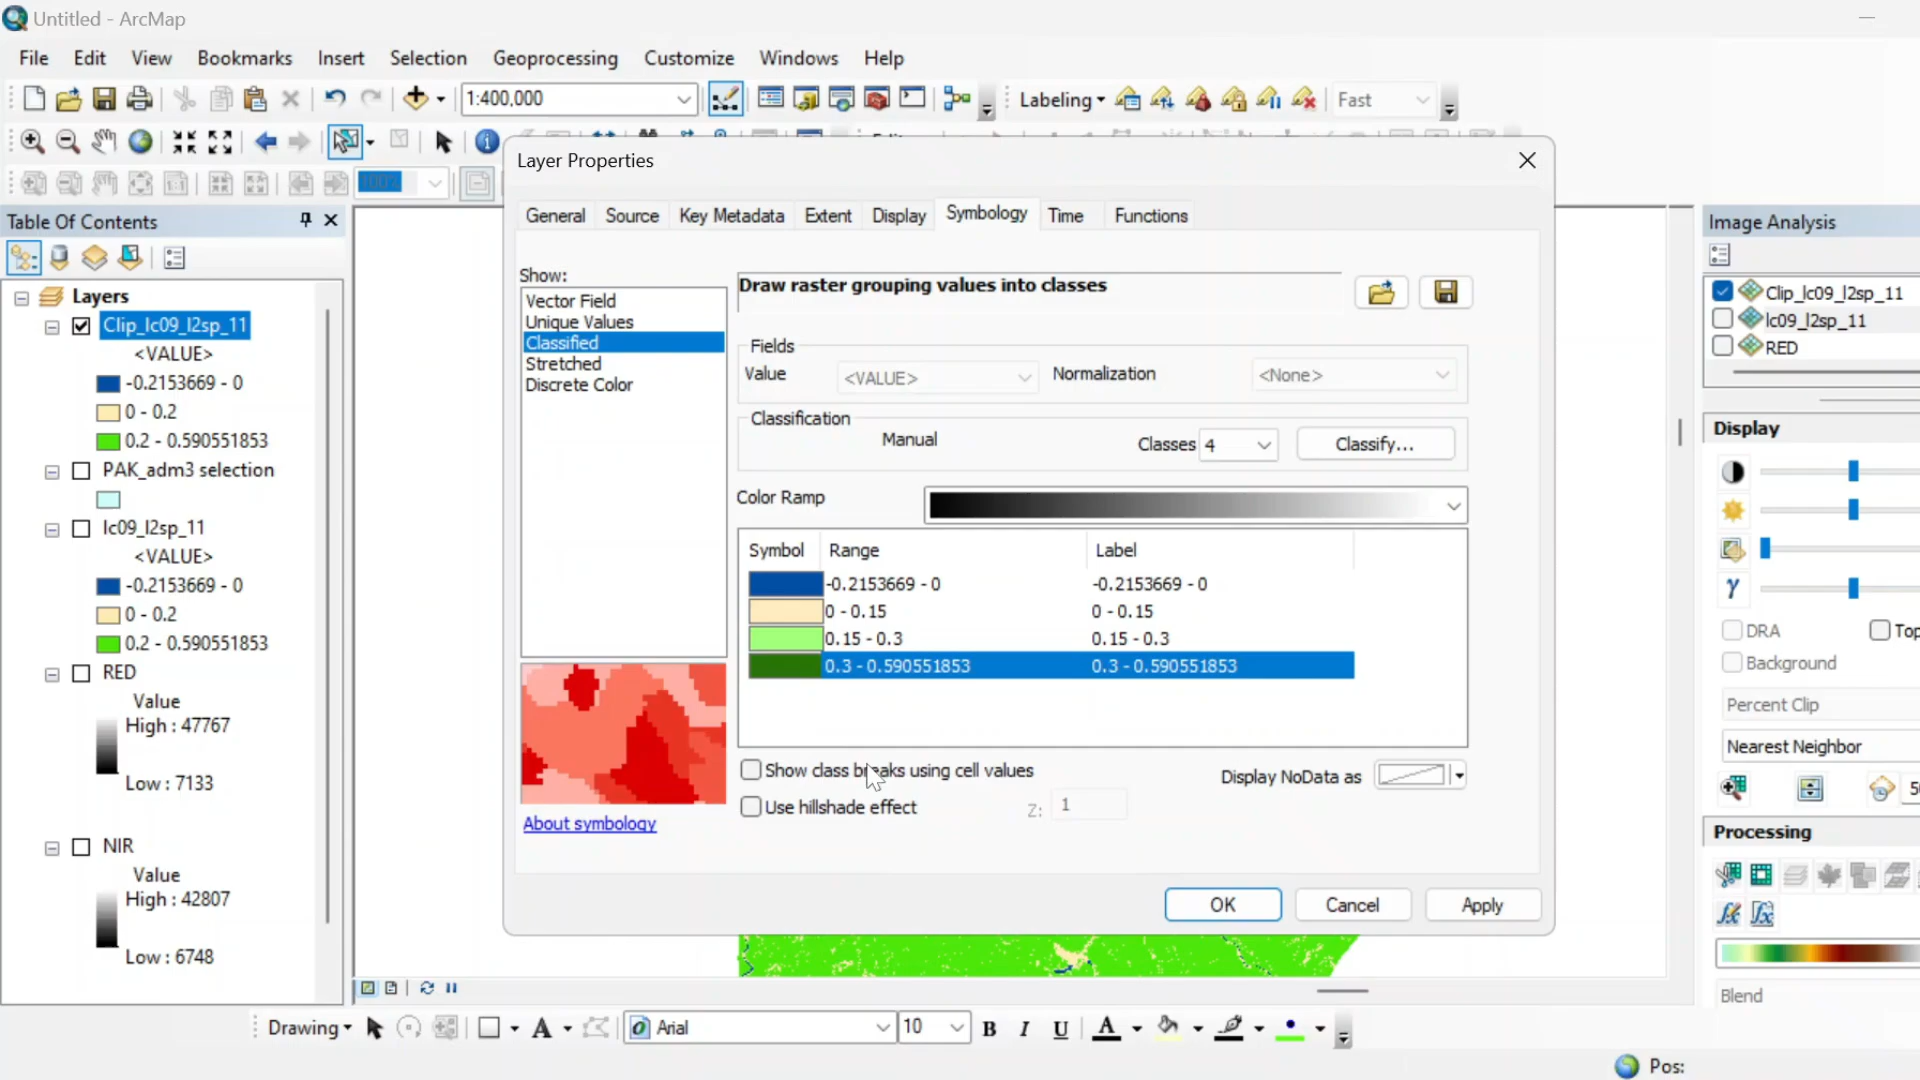 Untitled - ArcMap
File Edit View Bookmarks Insert Selection Geoprocessing Customize Windows Help
1:400,000 Labeling Fast
100%
Layer Properties
General Source Key Metadata Extent Display Symbology Time Functions
Table Of Contents
Layers
Clip_lc09_l2sp_11
<VALUE>
-0.2153669 - 0
0 - 0.2
0.2 - 0.590551853
PAK_adm3 selection
lc09_l2sp_11
<VALUE>
-0.2153669 - 0
0 - 0.2
0.2 - 0.590551853
RED
Value
High : 47767
Low : 7133
NIR
Value
High : 42807
Low : 6748
Show:
Vector Field
Unique Values
Classified
Stretched
Discrete Color
About symbology
Draw raster grouping values into classes
Fields
Value <VALUE> Normalization <None>
Classification
Manual Classes 4 Classify...
Color Ramp
Symbol Range Label
-0.2153669 - 0 -0.2153669 - 0
0 - 0.15 0 - 0.15
0.15 - 0.3 0.15 - 0.3
0.3 - 0.590551853 0.3 - 0.590551853
Show class breaks using cell values Display NoData as
Use hillshade effect Z: 1
OK Cancel Apply
Image Analysis
Clip_lc09_l2sp_11
lc09_l2sp_11
RED
Display
DRA Top
Background
Percent Clip
Nearest Neighbor
Processing
Blend
Drawing A Arial 10 B I U A
Pos: